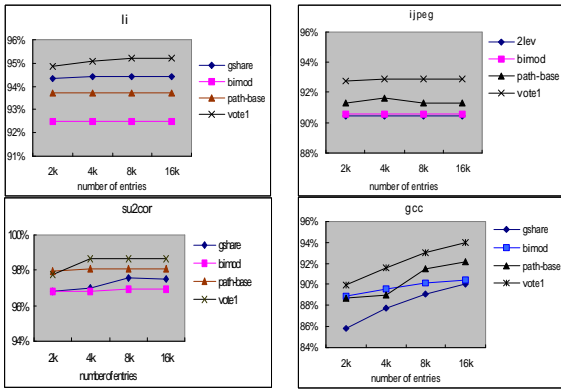 li
96%
95%
94%
93%
92%
91%
2k 4k 8k 16k
number of entries
gshare
bimod
path-base
vote1
ijpeg
96%
94%
92%
90%
88%
2k 4k 8k 16k
number of entries
2lev
bimod
path-base
vote1
su2cor
100%
98%
96%
94%
2k 4k 8k 16k
number of entries
gshare
bimod
path-base
vote1
gcc
96%
94%
92%
90%
88%
86%
84%
2k 4k 8k 16k
number of entries
gshare
bimod
path-base
vote1